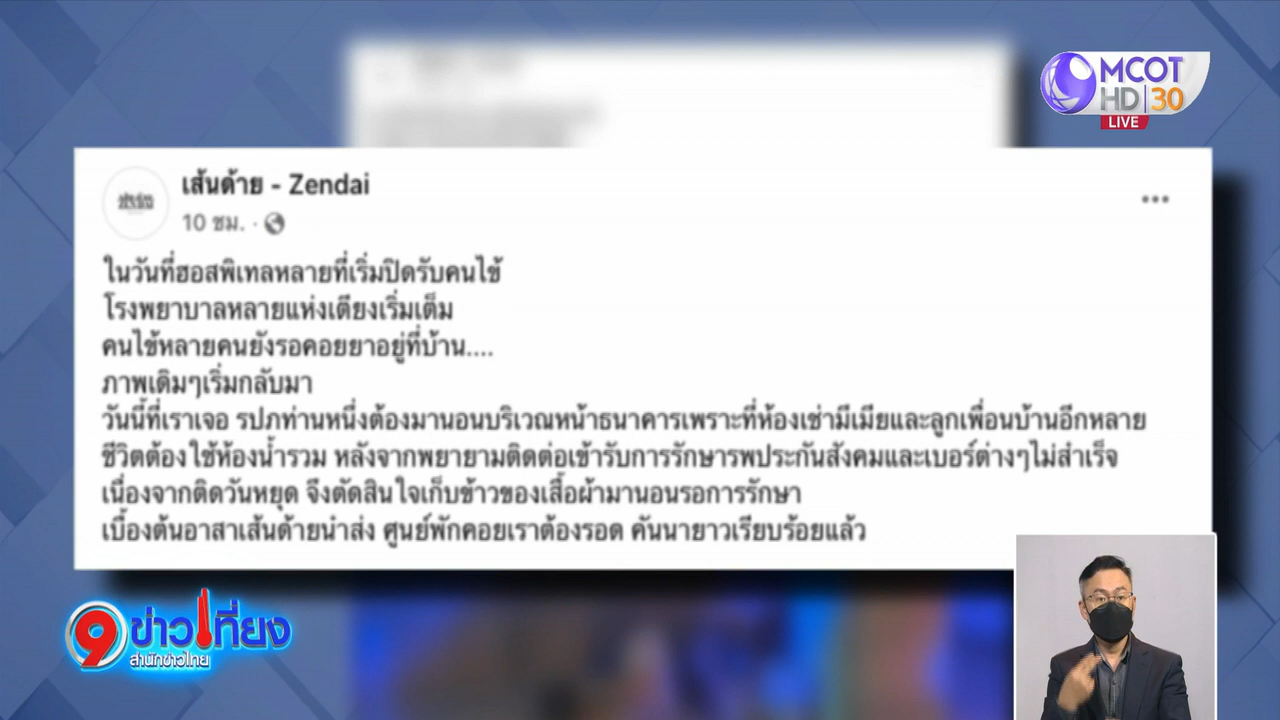 MCOT
HD 30
LIVE
เส้นด้าย - Zendai
10 ชม. ·
ในวันที่ฮอสพิเทลหลายที่เริ่มปิดรับคนไข้
โรงพยาบาลหลายแห่งเตียงเริ่มเต็ม
คนไข้หลายคนยังรอคอยยาอยู่ที่บ้าน....
ภาพเดิมๆเริ่มกลับมา
วันนี้ที่เราเจอ รปภท่านหนึ่งต้องมานอนบริเวณหน้าธนาคารเพราะที่ห้องเช่ามีเมียและลูกเพื่อนบ้านอีกหลาย
ชีวิตต้องใช้ห้องน้ำรวม หลังจากพยายามติดต่อเข้ารับการรักษารพประกันสังคมและเบอร์ต่างๆไม่สำเร็จ
เนื่องจากติดวันหยุด จึงตัดสินใจเก็บข้าวของเสื้อผ้ามานอนรอการรักษา
เบื้องต้นอาสาเส้นด้ายนำส่ง ศูนย์พักคอยเราต้องรอด คันนายาวเรียบร้อยแล้ว
9 ข่าวเที่ยง
สำนักข่าวไทย